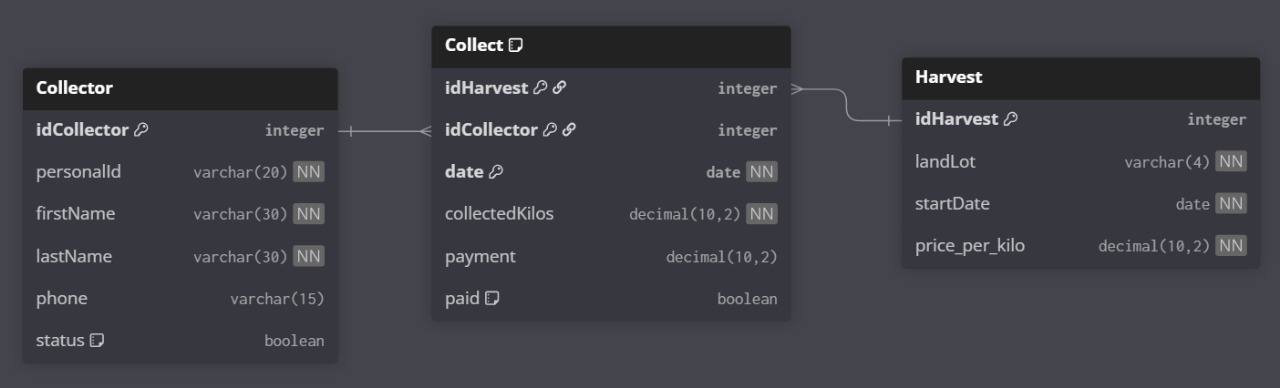 Collector
idCollector integer
personalId varchar(20) NN
firstName varchar(30) NN
lastName varchar(30) NN
phone varchar(15)
status boolean
Collect
idHarvest integer
idCollector integer
date date NN
collectedKilos decimal(10,2) NN
payment decimal(10,2)
paid boolean
Harvest
idHarvest integer
landLot varchar(4) NN
startDate date NN
price_per_kilo decimal(10,2) NN